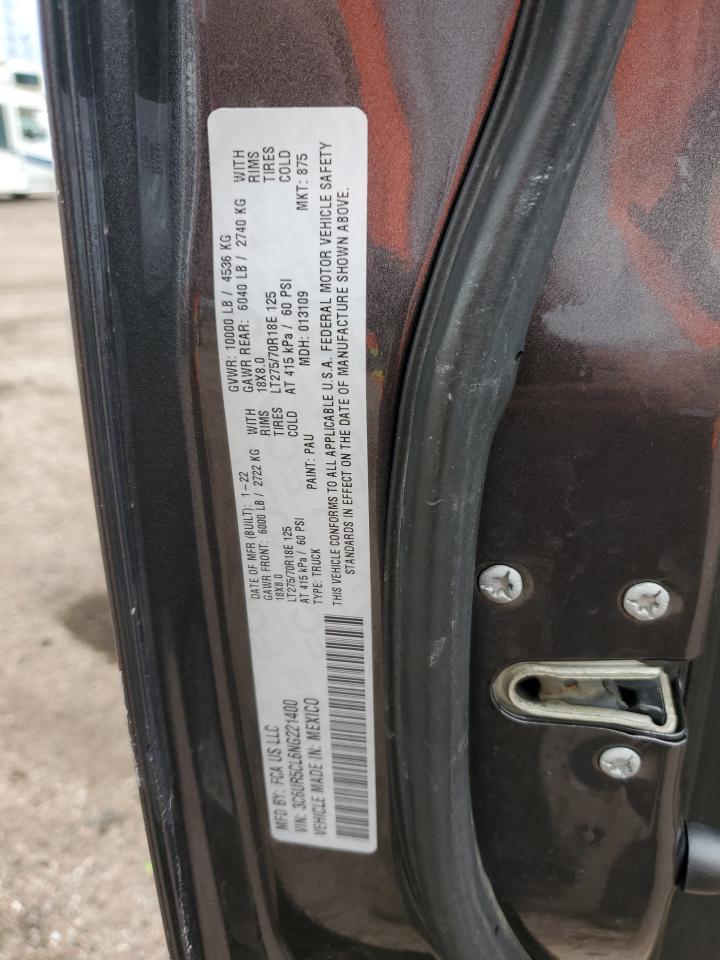 MFD BY: FCA US LLC DATE OF MFR (BUILT): 1-22 GVWR: 10000 LB / 4536 KG
GAWR FRONT: 6000 LB / 2722 KG WITH GAWR REAR: 6040 LB / 2740 KG WITH
18X8.0 RIMS 18X8.0 RIMS
LT275/70R18E 125 TIRES LT275/70R18E 125 TIRES
AT 415 kPa / 60 PSI COLD AT 415 kPa / 60 PSI COLD
VIN: 3C6UR5CL6NG221400 TYPE: TRUCK PAINT: PAU MDH: 013109 MKT: 875
VEHICLE MADE IN: MEXICO
THIS VEHICLE CONFORMS TO ALL APPLICABLE U.S.A. FEDERAL MOTOR VEHICLE SAFETY
STANDARDS IN EFFECT ON THE DATE OF MANUFACTURE SHOWN ABOVE.